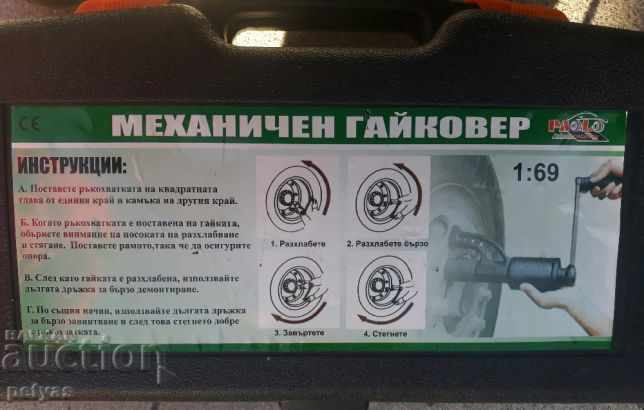 CE
МЕХАНИЧЕН ГАЙКОВЕР
ИНСТРУКЦИИ:
А. Поставете ръкохватката на квадратната
глава от единия край и камъка на другия край.
Б. Когато ръкохватката е поставена на гайката,
обърнете внимание на посоката на разхлабване
и стягане. Поставете рамото,така че да осигурите
опора.
В. След като гайката е разхлабена, използвайте
дългата дръжка за бързо демонтиране.
Г. По същия начин, използвайте дългата дръжка
за бързо завинтване и след това стегнето добре
1. Разхлабете
2. Разхлабете бързо
3. Завъртете
4. Стегнете
1:69
auction
petyas